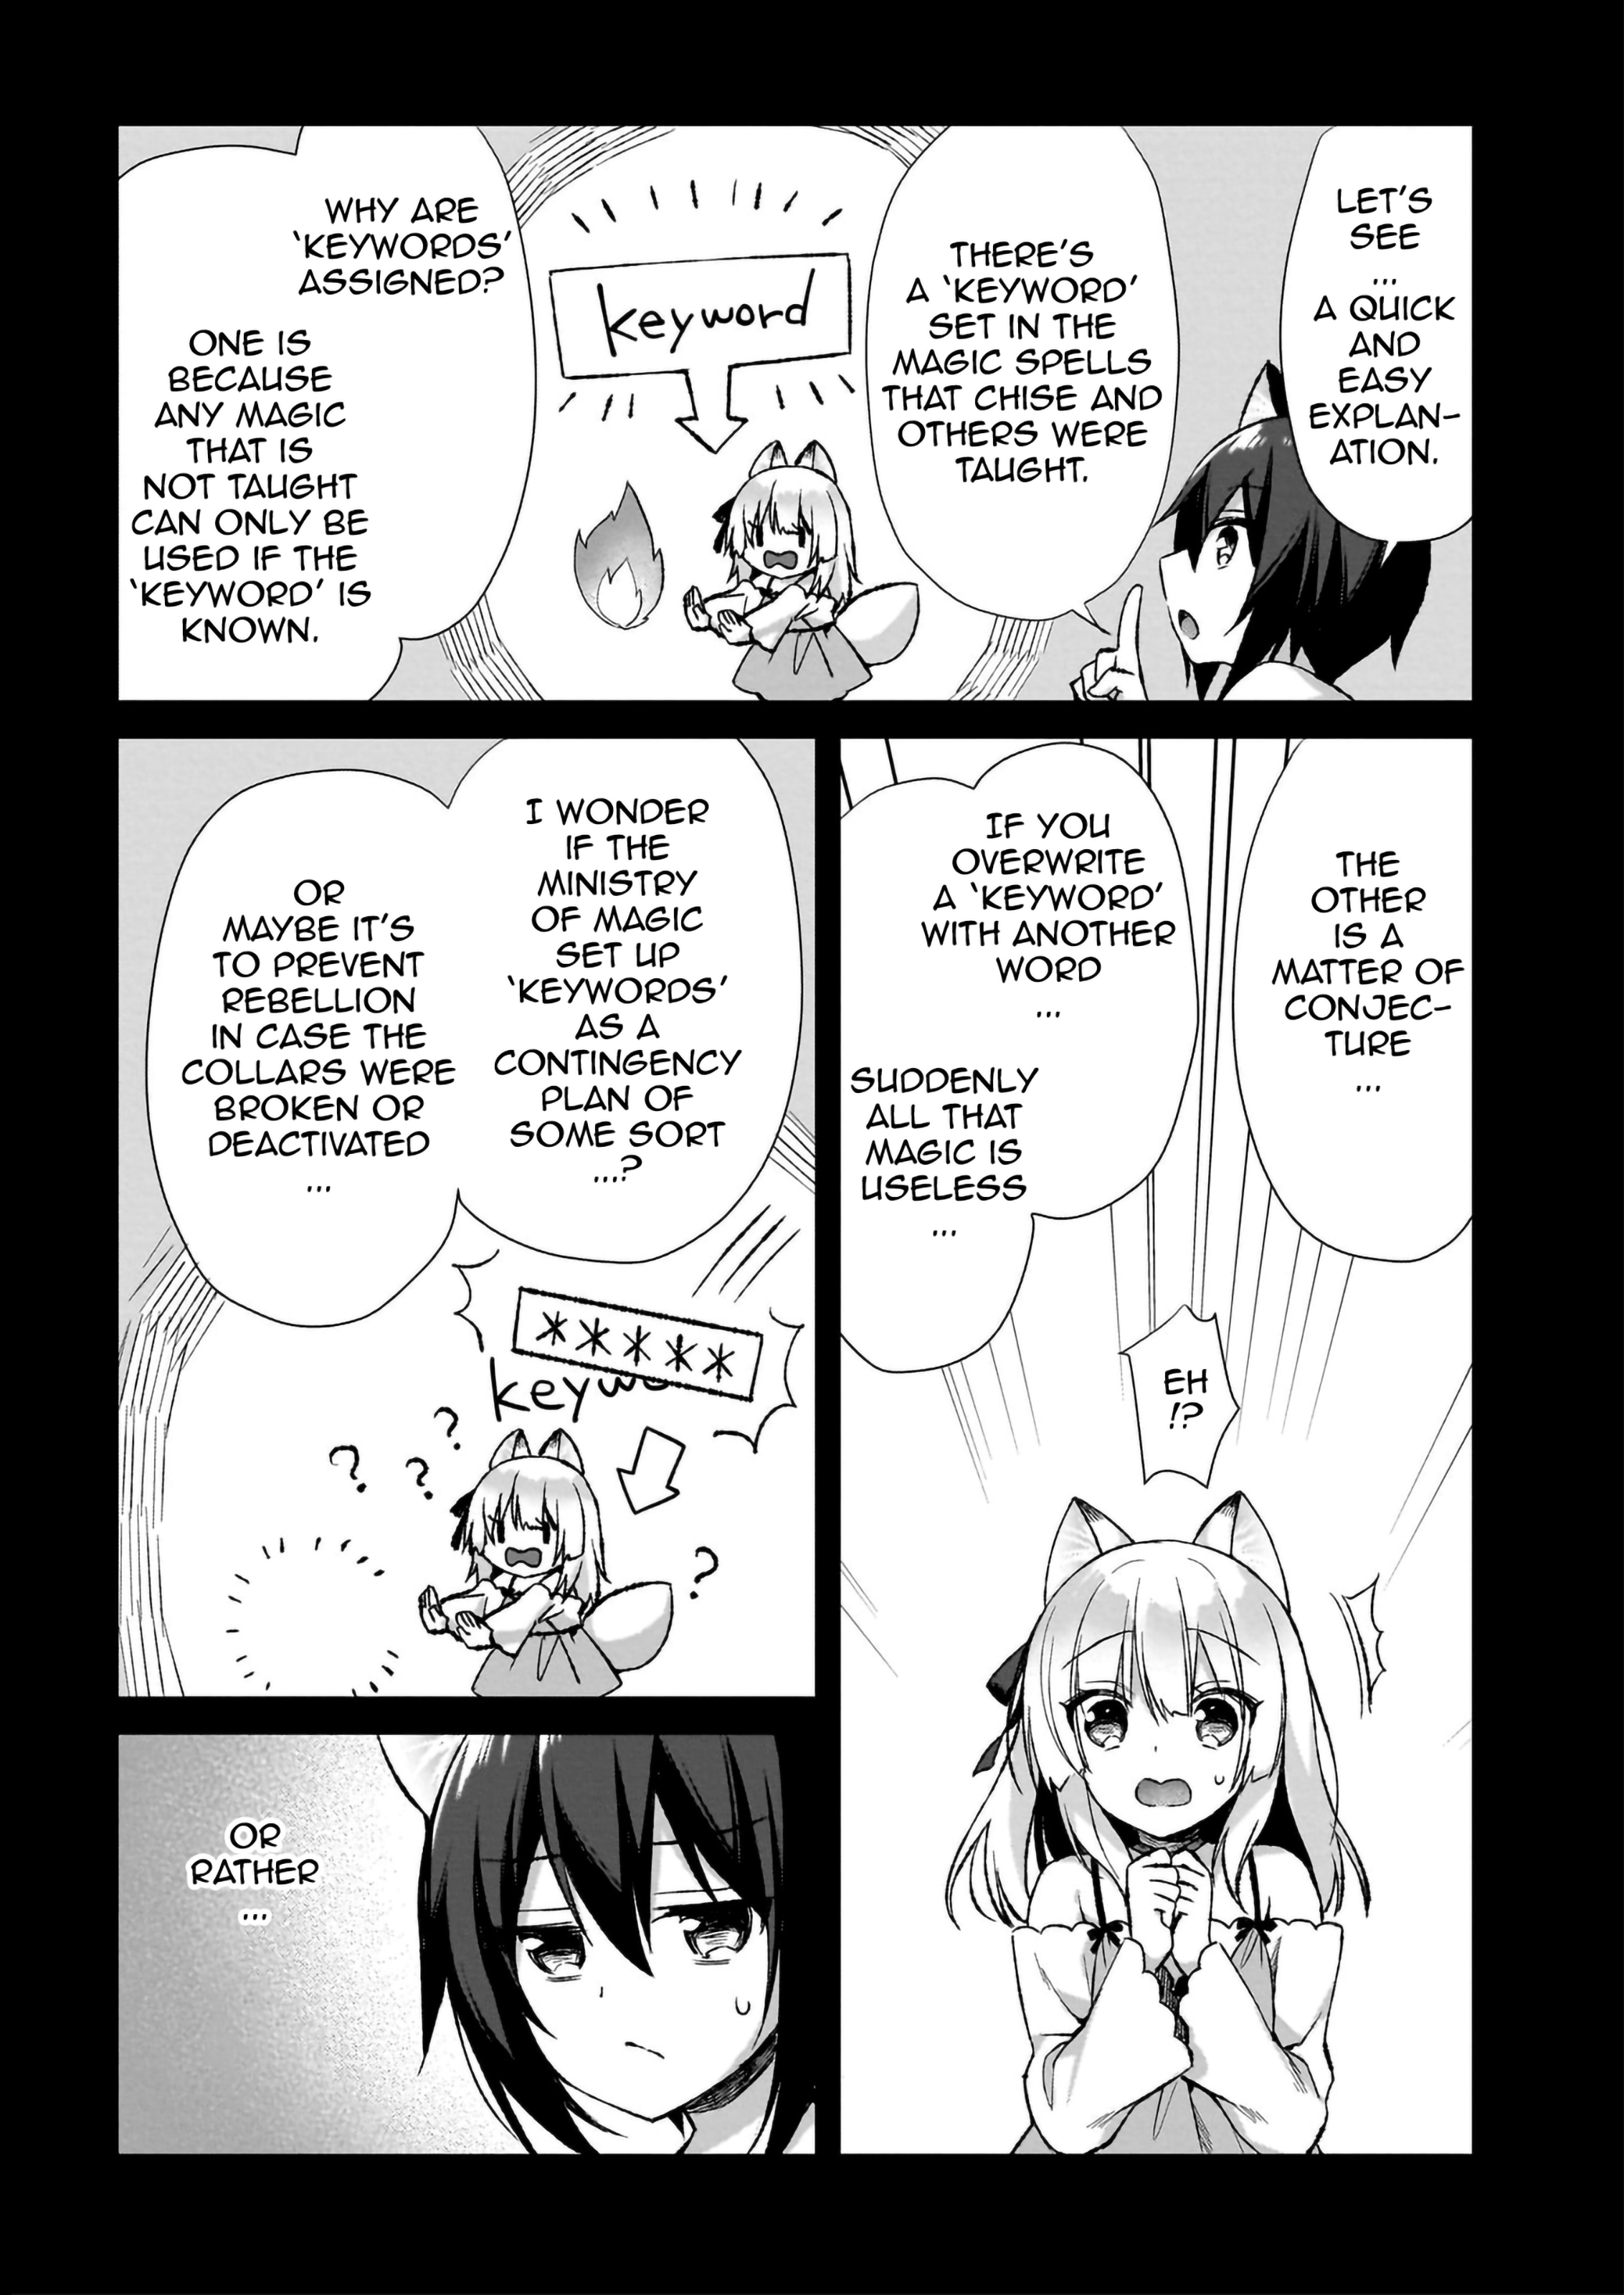 LET'S
SEE
...
A QUICK
AND
EASY
EXPLAN-
ATION.
THERE'S
A 'KEYWORD'
SET IN THE
MAGIC SPELLS
THAT CHISE AND
OTHERS WERE
TAUGHT.
keyword
WHY ARE
'KEYWORDS'
ASSIGNED?
ONE IS
BECAUSE
ANY MAGIC
THAT IS
NOT TAUGHT
CAN ONLY BE
USED IF THE
'KEYWORD' IS
KNOWN.
THE
OTHER
IS A
MATTER OF
CONJEC-
TURE
...
IF YOU
OVERWRITE
A 'KEYWORD'
WITH ANOTHER
WORD
...
SUDDENLY
ALL THAT
MAGIC IS
USELESS
...
EH
!?
I WONDER
IF THE
MINISTRY
OF MAGIC
SET UP
'KEYWORDS'
AS A
CONTINGENCY
PLAN OF
SOME SORT
...?
OR
MAYBE IT'S
TO PREVENT
REBELLION
IN CASE THE
COLLARS WERE
BROKEN OR
DEACTIVATED
...
*****
keywo
? ? ?
?
OR
RATHER
...